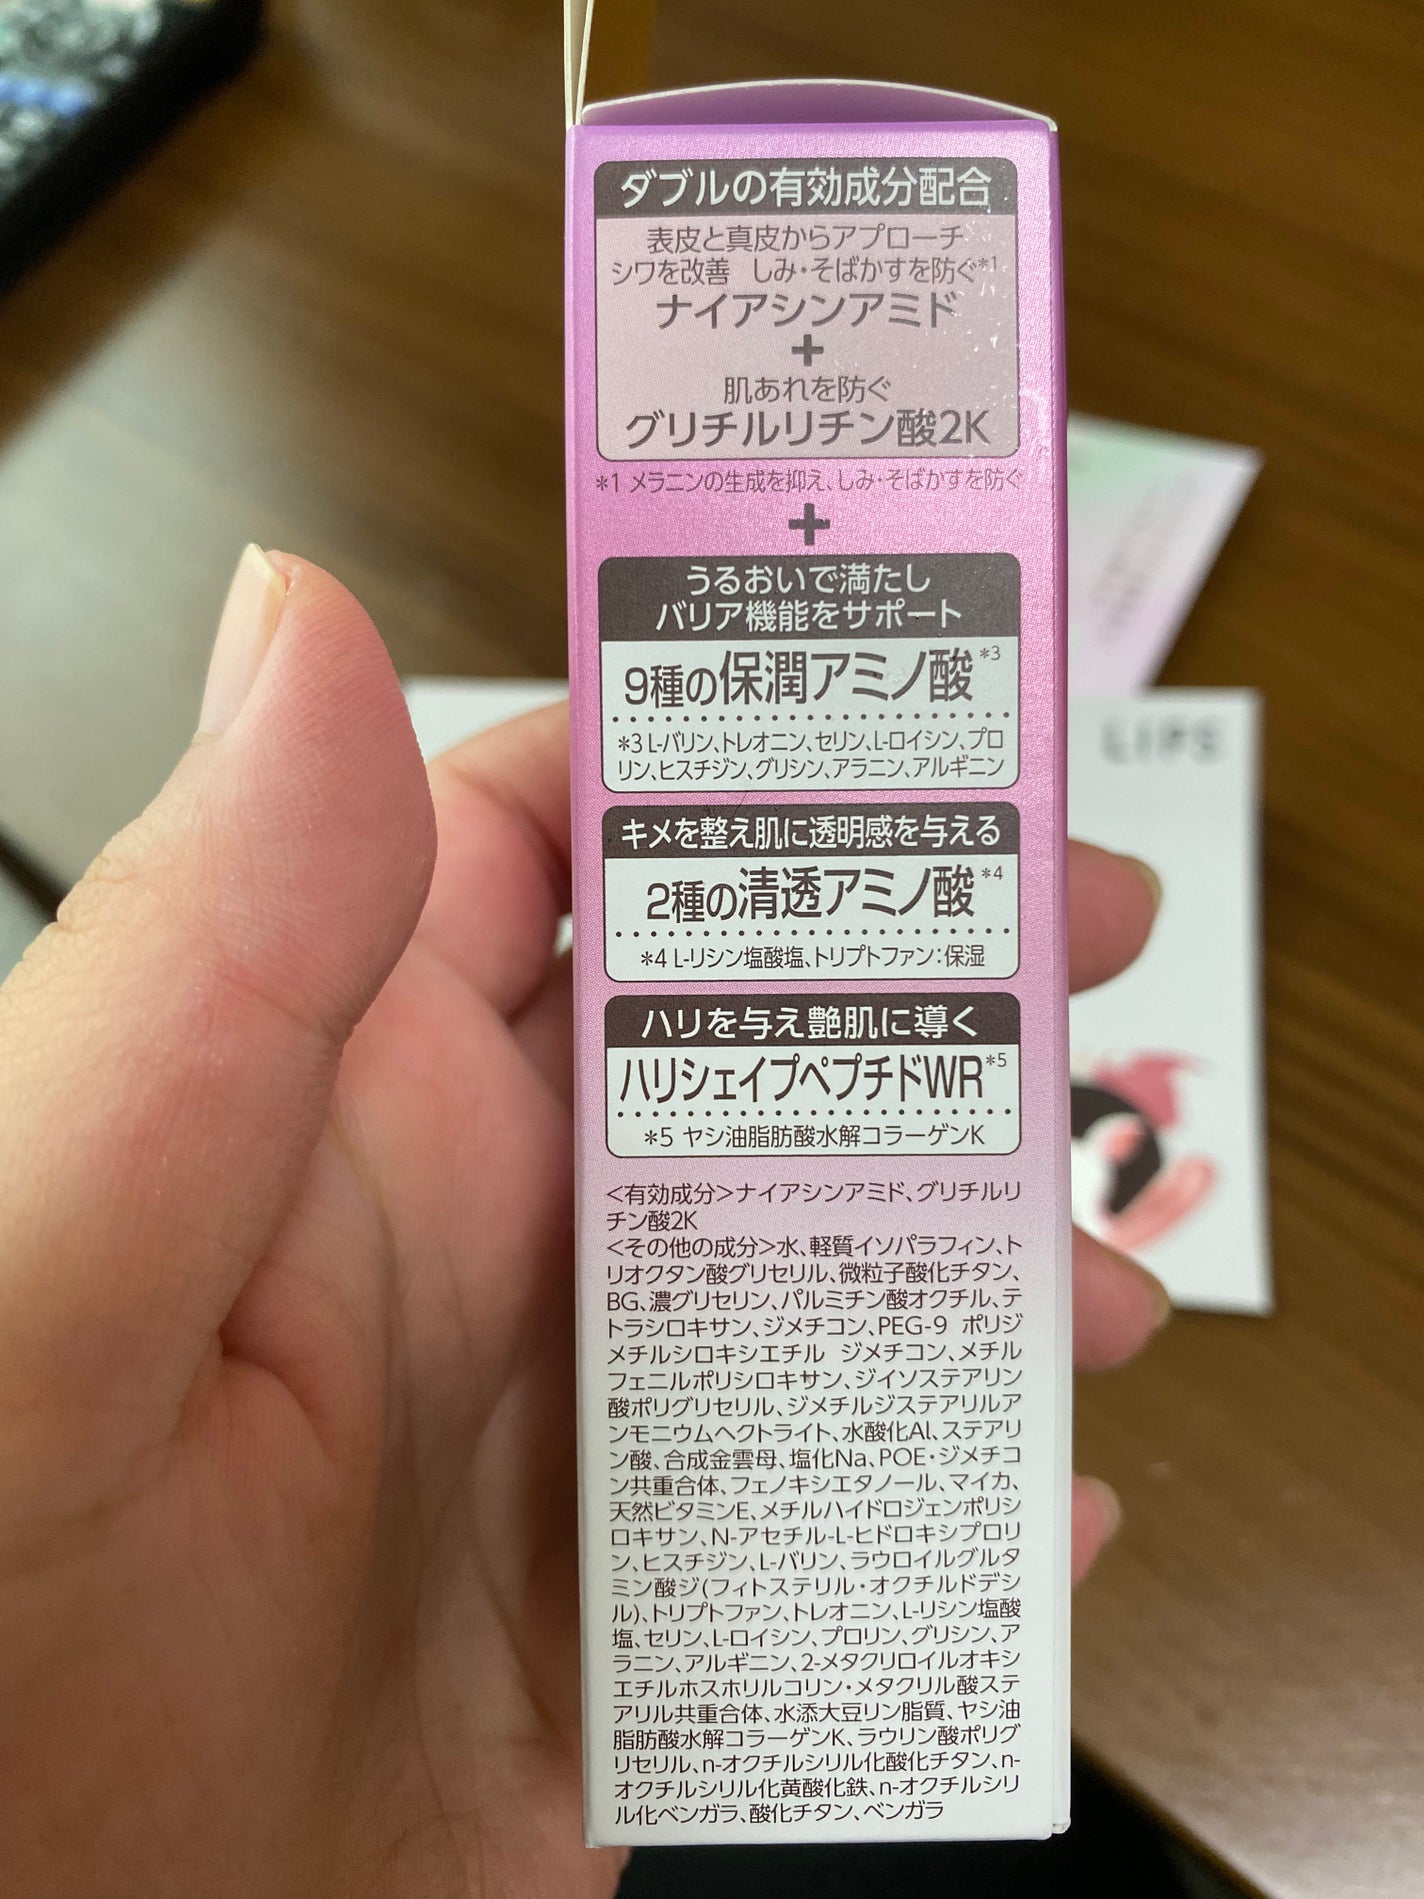 ダブルの有効成分配合
表皮と真皮からアプローチ
シワを改善 しみ・そばかすを防ぐ*1
ナイアシンアミド
+
肌あれを防ぐ
グリチルリチン酸2K
*1 メラニンの生成を抑え、しみ・そばかすを防ぐ
+
うるおいで満たし
バリア機能をサポート
9種の保潤アミノ酸*3
*3 L-バリン、トレオニン、セリン、L-ロイシン、プロ
リン、ヒスチジン、グリシン、アラニン、アルギニン
キメを整え肌に透明感を与える
2種の清透アミノ酸*4
*4 L-リシン塩酸塩、トリプトファン:保湿
ハリを与え艶肌に導く
ハリシェイプペプチドWR*5
*5 ヤシ油脂肪酸水解コラーゲンK
<有効成分>ナイアシンアミド、グリチルリ
チン酸2K
<その他の成分>水、軽質イソパラフィン、ト
リオクタン酸グリセリル、微粒子酸化チタン、
BG、濃グリセリン、パルミチン酸オクチル、テ
トラシロキサン、ジメチコン、PEG-9 ポリジ
メチルシロキシエチル ジメチコン、メチル
フェニルポリシロキサン、ジイソステアリン
酸ポリグリセリル、ジメチルジステアリルア
ンモニウムヘクトライト、水酸化Al、ステアリ
ン酸、合成金雲母、塩化Na、POE・ジメチコ
ン共重合体、フェノキシエタノール、マイカ、
天然ビタミンE、メチルハイドロジェンポリシ
ロキサン、N-アセチル-L-ヒドロキシプロリ
ン、ヒスチジン、L-バリン、ラウロイルグルタ
ミン酸ジ(フィトステリル・オクチルドデシ
ル)、トリプトファン、トレオニン、L-リシン塩酸
塩、セリン、L-ロイシン、プロリン、グリシン、ア
ラニン、アルギニン、2-メタクリロイルオキシ
エチルホスホリルコリン・メタクリル酸ステ
アリル共重合体、水添大豆リン脂質、ヤシ油
脂肪酸水解コラーゲンK、ラウリン酸ポリグ
リセリル、n-オクチルシリル化酸化チタン、n-
オクチルシリル化黄酸化鉄、n-オクチルシリ
ル化ベンガラ、酸化チタン、ベンガラ
LIPS